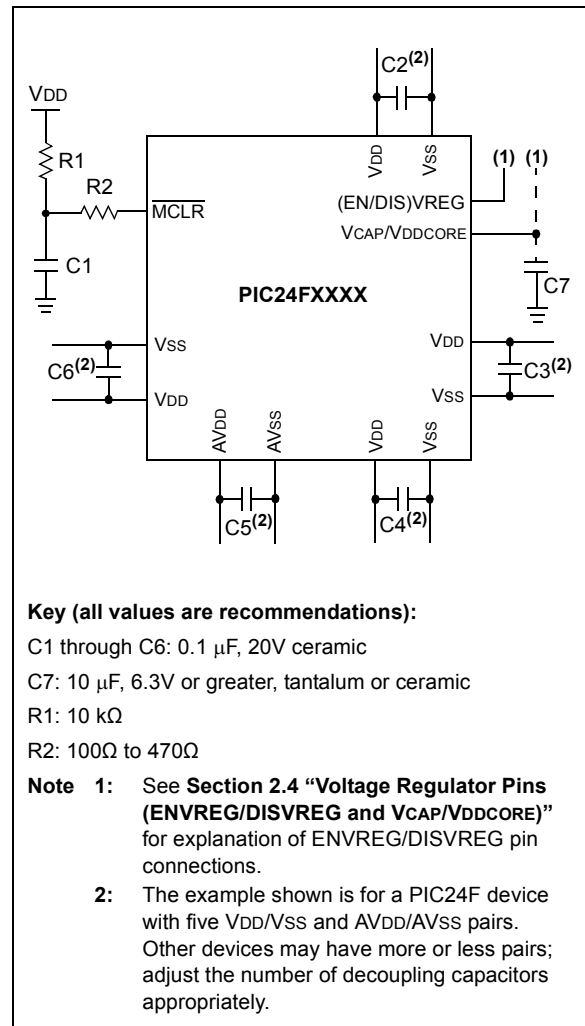 C2(2)
VDD
R1
R2
C1
MCLR
VDD
VSS
(1) (1)
(EN/DIS)VREG
VCAP/VDDCORE
C7
PIC24FXXXX
VSS
C6(2)
VDD
VDD
C3(2)
VSS
AVDD
AVSS
VDD
VSS
C5(2)
C4(2)
Key (all values are recommendations):
C1 through C6: 0.1 μF, 20V ceramic
C7: 10 μF, 6.3V or greater, tantalum or ceramic
R1: 10 kΩ
R2: 100Ω to 470Ω
Note 1: See Section 2.4 “Voltage Regulator Pins
(ENVREG/DISVREG and VCAP/VDDCORE)”
for explanation of ENVREG/DISVREG pin
connections.
2: The example shown is for a PIC24F device
with five VDD/VSS and AVDD/AVSS pairs.
Other devices may have more or less pairs;
adjust the number of decoupling capacitors
appropriately.